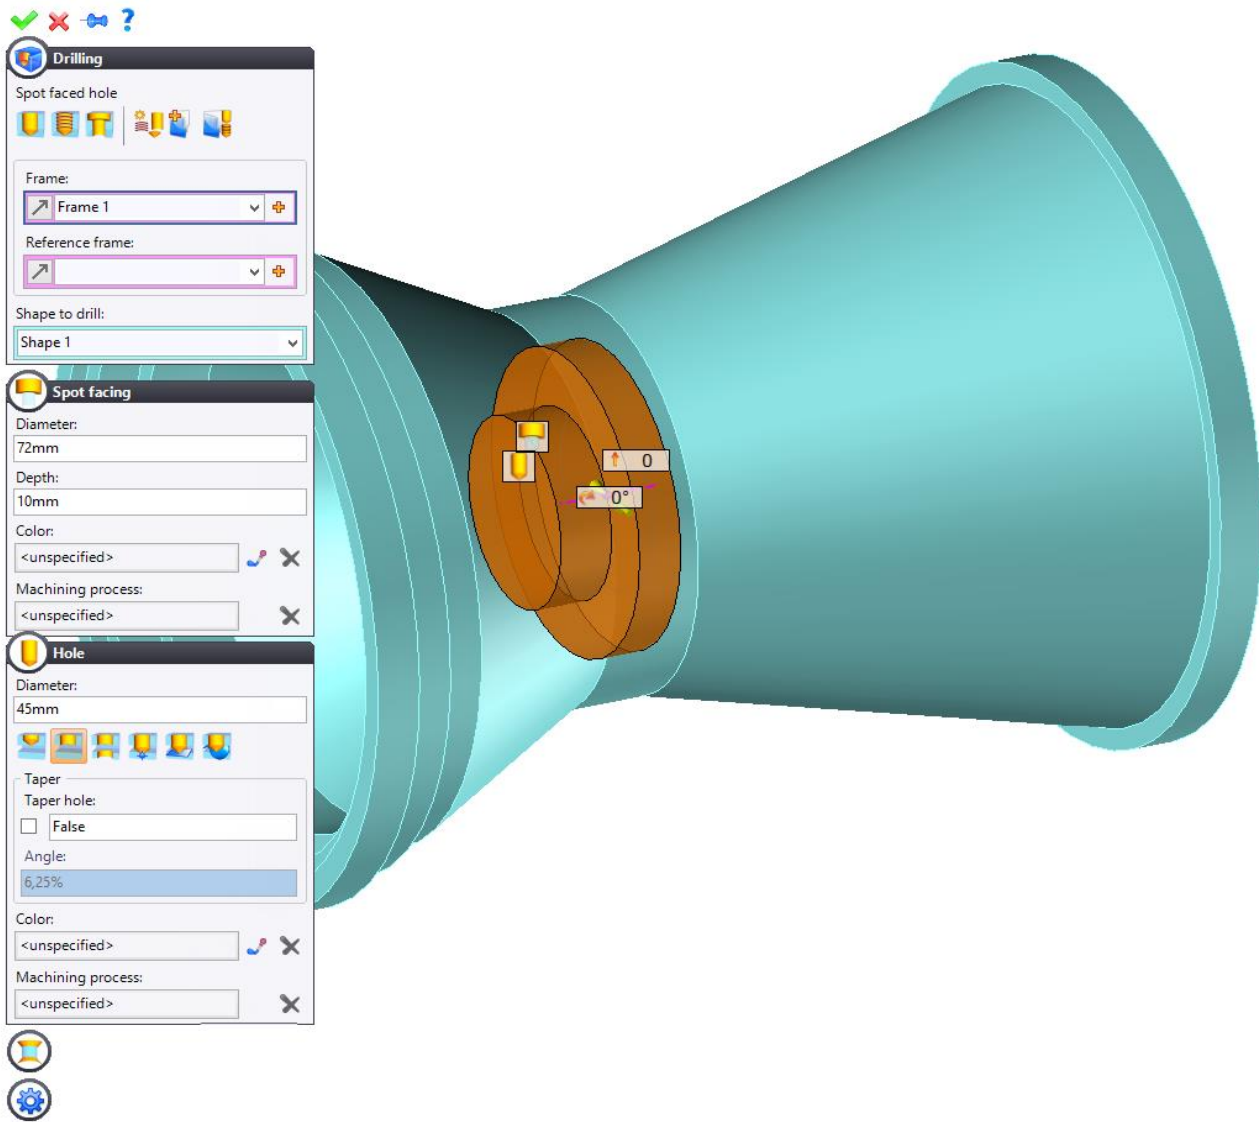 ?
Drilling
Spot faced hole
Frame:
Frame 1
Reference frame:
Shape to drill:
Shape 1
Spot facing
Diameter:
72mm
Depth:
10mm
Color:
<unspecified>
Machining process:
<unspecified>
Hole
Diameter:
45mm
Taper
Taper hole:
False
Angle:
6,25%
Color:
<unspecified>
Machining process:
<unspecified>
0
0°